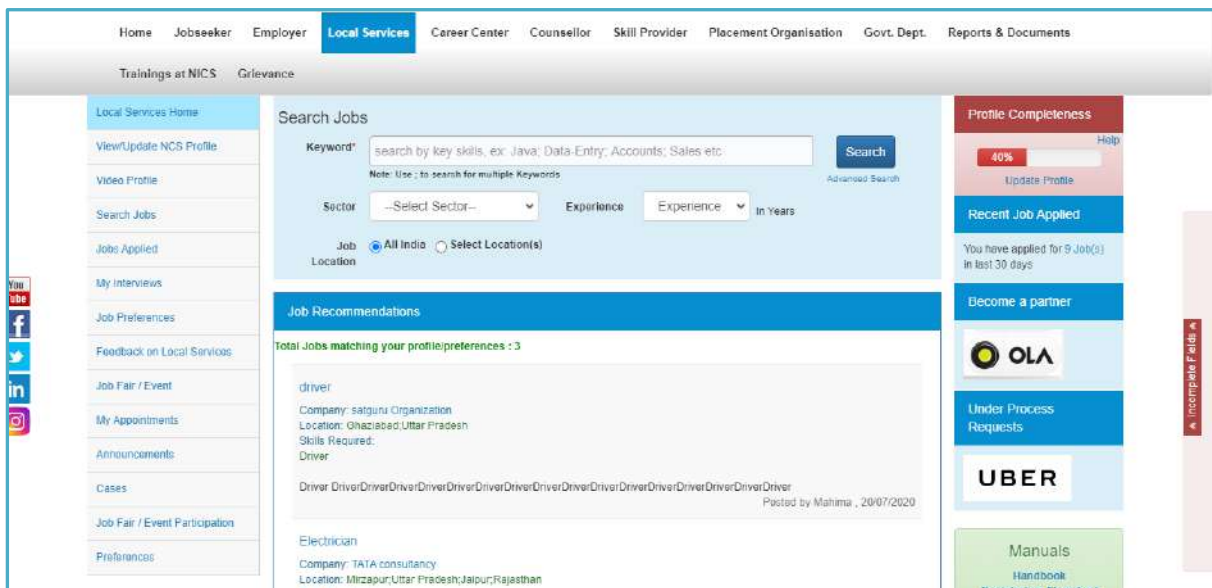 Home Jobseeker Employer Local Services Career Center Counsellor Skill Provider Placement Organisation Govt. Dept. Reports & Documents
Trainings at NICS Grievance
Local Services Home
View/Update NCS Profile
Video Profile
Search Jobs
Jobs Applied
My Interviews
Job Preferences
Feedback on Local Services
Job Fair / Event
My Appointments
Announcements
Cases
Job Fair / Event Participation
Preferences
You
Tube
Search Jobs
Keyword* search by key skills, ex: Java; Data-Entry; Accounts; Sales etc Search
Note: Use ; to search for multiple Keywords Advanced Search
Sector --Select Sector-- Experience Experience In Years
Job Location All India Select Location(s)
Job Recommendations
Total Jobs matching your profile/preferences : 3
driver
Company: satguru Organization
Location: Ghaziabad;Uttar Pradesh
Skills Required:
Driver
Driver DriverDriverDriverDriverDriverDriverDriverDriverDriverDriverDriverDriverDriverDriverDriverDriver
Posted by Mahima , 20/07/2020
Electrician
Company: TATA consultancy
Location: Mirzapur;Uttar Pradesh;Jaipur;Rajasthan
Profile Completeness
Help
40%
Update Profile
Recent Job Applied
You have applied for 9 Job(s)
in last 30 days
Become a partner
OLA
Under Process
Requests
UBER
Manuals
Handbook
Incomplete Fields